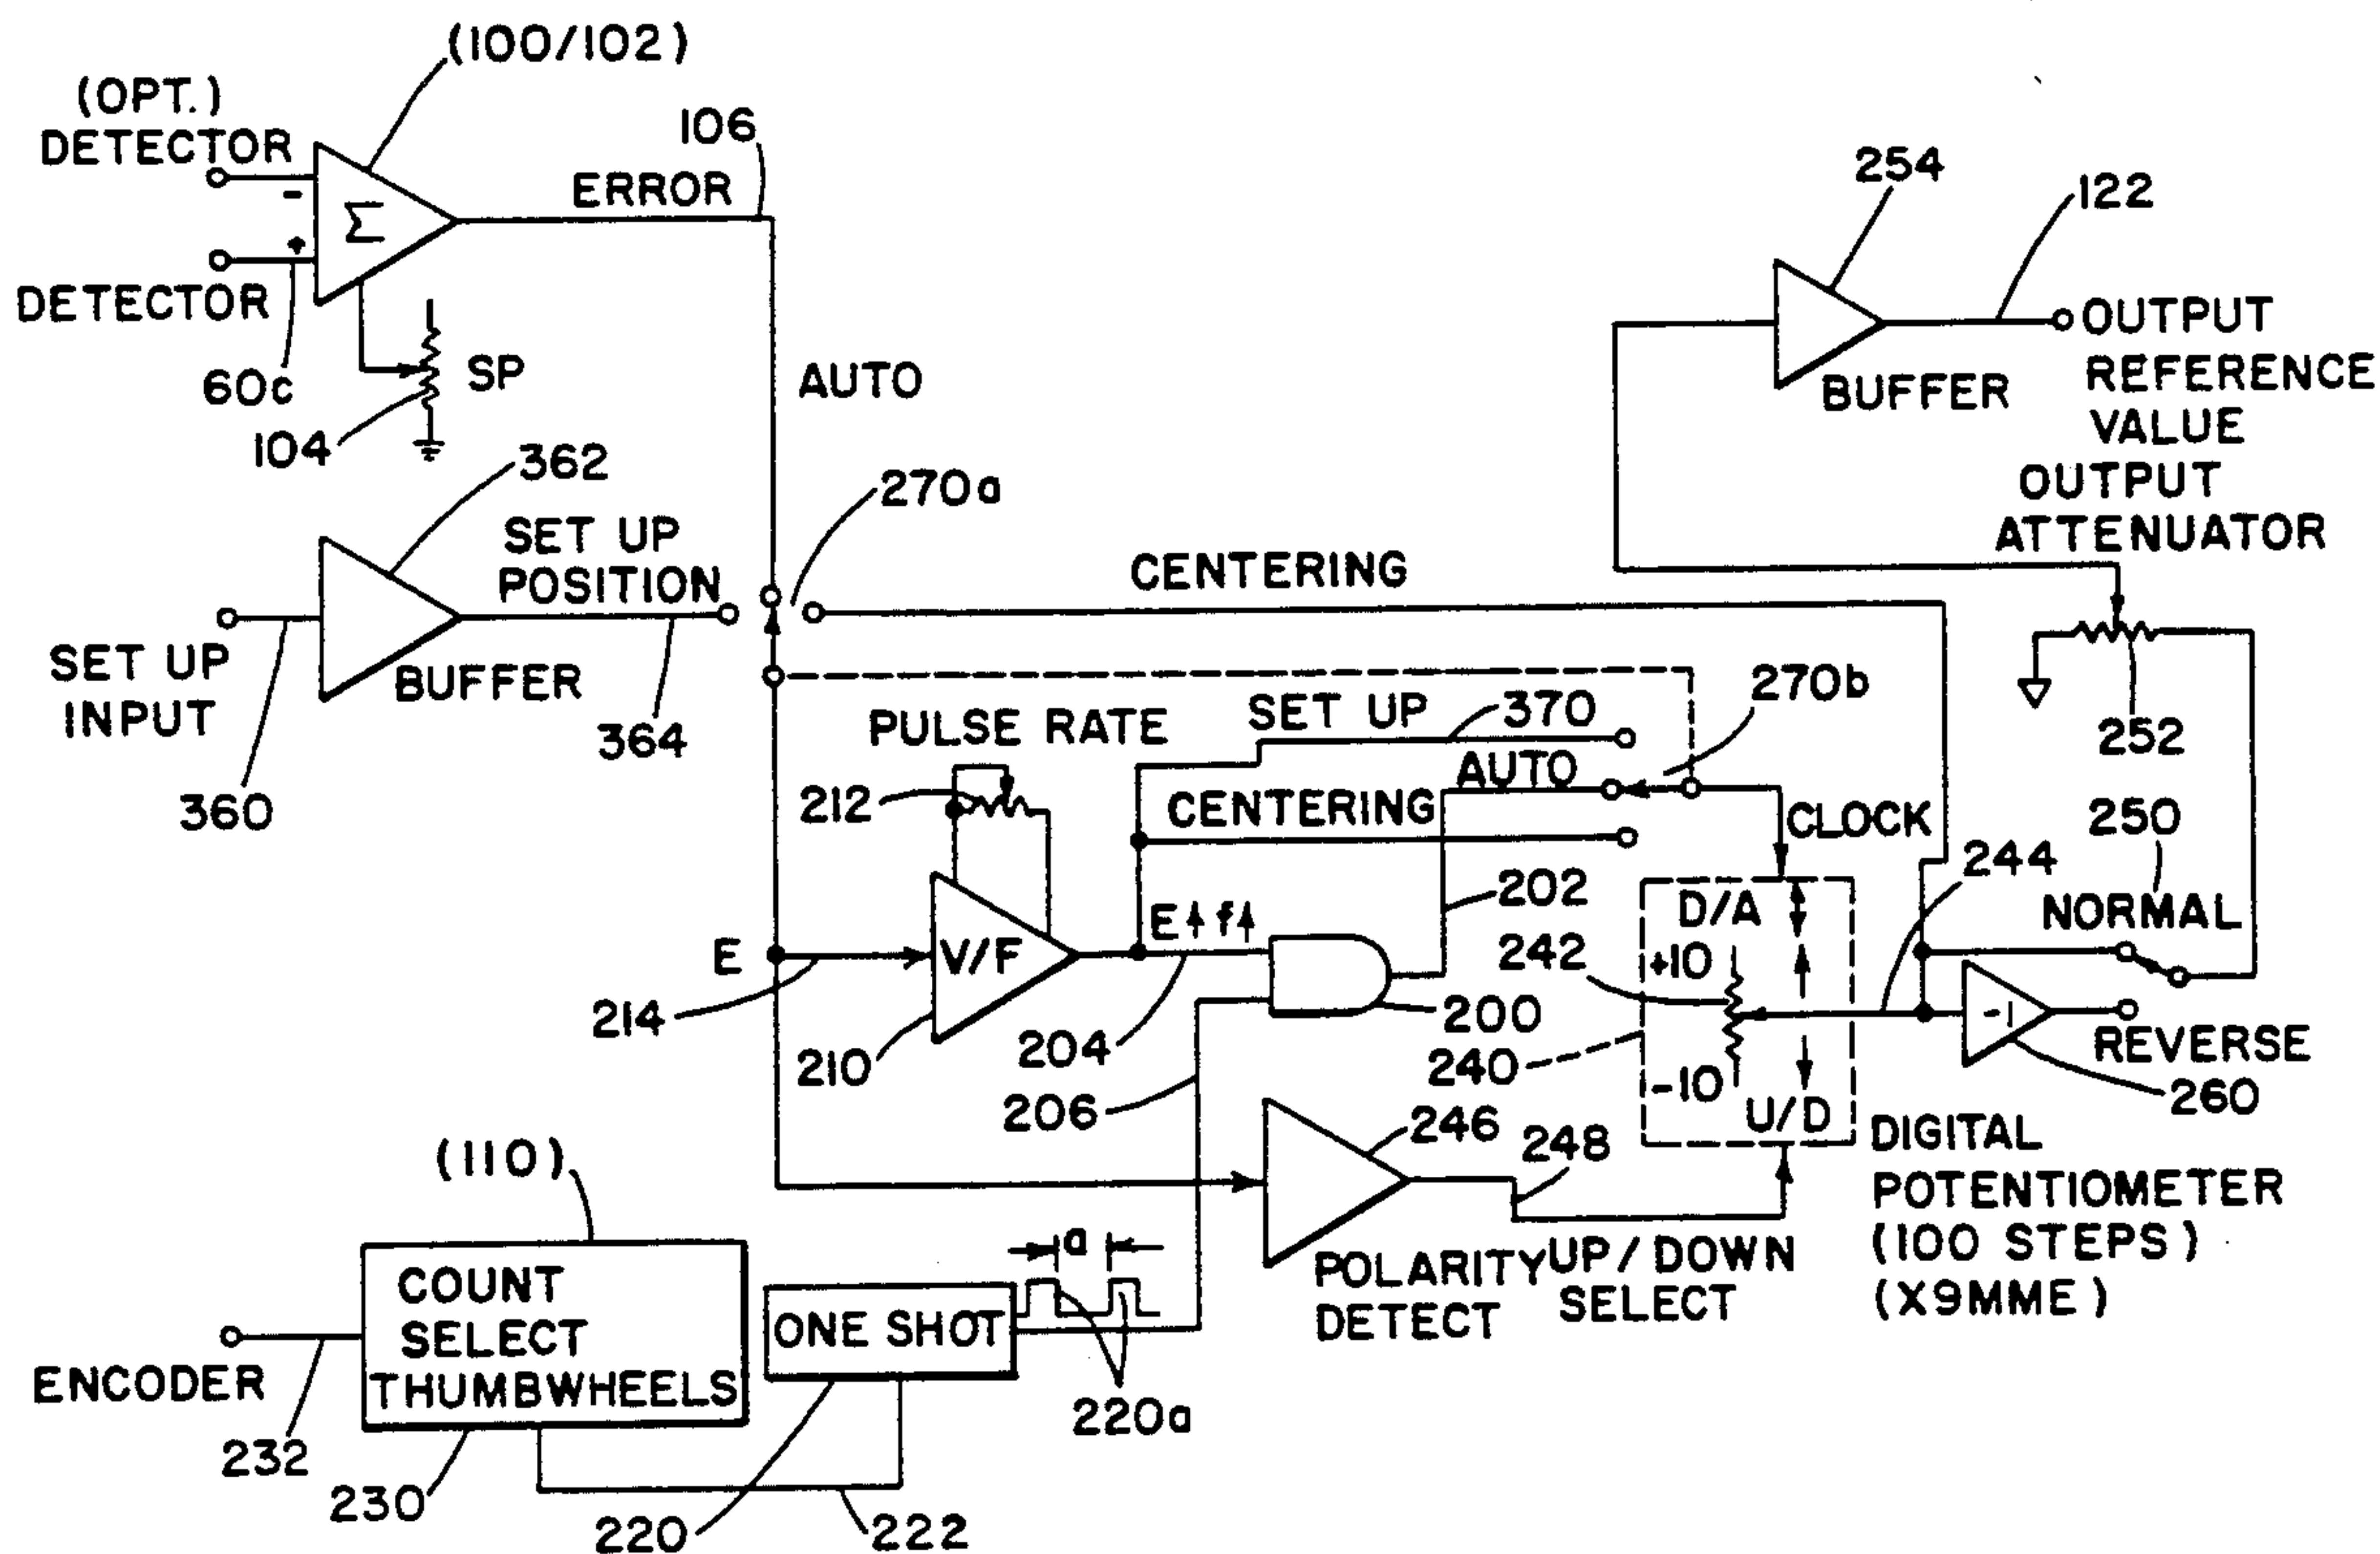 (100/102)
(OPT.)
DETECTOR
-
+
Σ
ERROR
106
DETECTOR
60c
SP
104
AUTO
254
122
BUFFER
OUTPUT
REFERENCE
VALUE
OUTPUT
ATTENUATOR
362
270a
SET UP
POSITION
CENTERING
SET UP
INPUT
BUFFER
360
364
252
270b
PULSE RATE
SET UP
370
212
AUTO
CENTERING
CLOCK
250
244
NORMAL
202
E
V/F
E f
D/A
242
+10
214
210
204
200
240
-10
U/D
-1
REVERSE
260
206
246
248
DIGITAL
POTENTIOMETER
(100 STEPS)
(X9MME)
(110)
COUNT
SELECT
THUMBWHEELS
a
ONE SHOT
POLARITY
DETECT
UP/DOWN
SELECT
ENCODER
220a
232
230
220
222